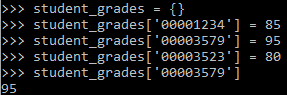 >>> student_grades = {}
>>> student_grades['00001234'] = 85
>>> student_grades['00003579'] = 95
>>> student_grades['00003523'] = 80
>>> student_grades['00003579']
95